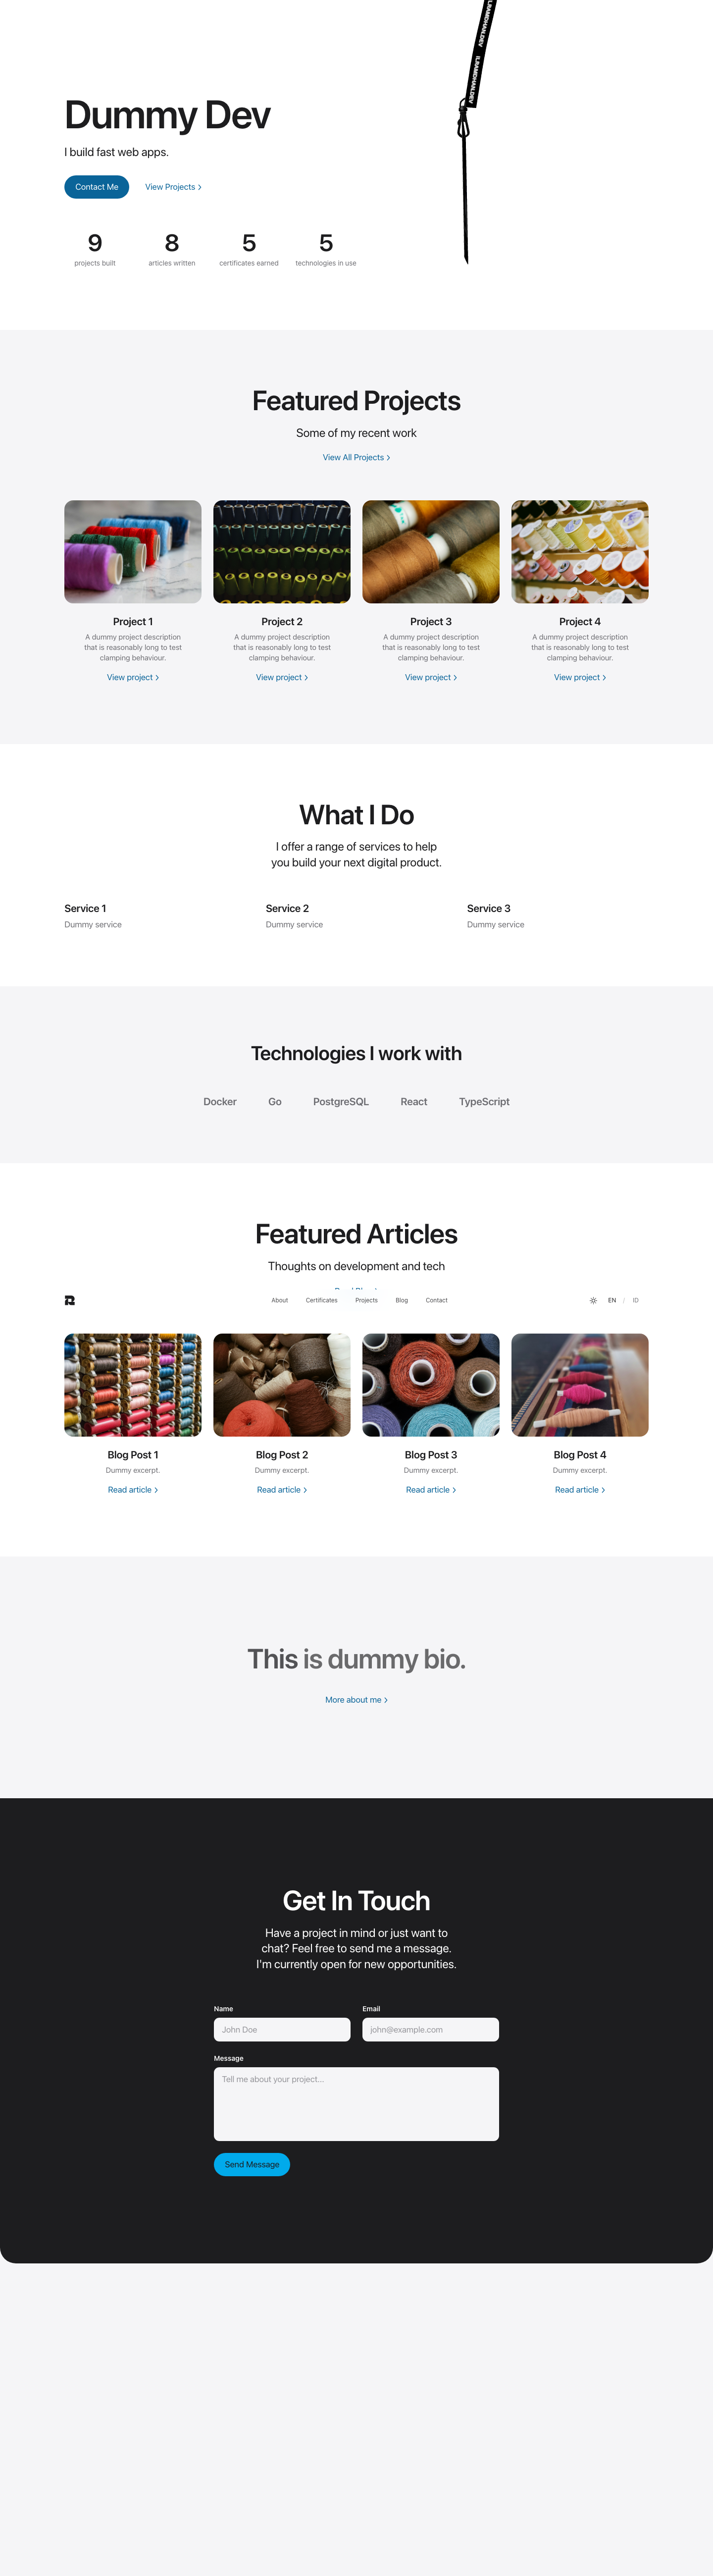 ILRAMDHAN.DEV
ILRAMDHAN.DEV
Dummy Dev
I build fast web apps.
Contact Me
View Projects
9
projects built
8
articles written
5
certificates earned
5
technologies in use
Featured Projects
Some of my recent work
View All Projects
Project 1
A dummy project description
that is reasonably long to test
clamping behaviour.
View project
Project 2
A dummy project description
that is reasonably long to test
clamping behaviour.
View project
Project 3
A dummy project description
that is reasonably long to test
clamping behaviour.
View project
Project 4
A dummy project description
that is reasonably long to test
clamping behaviour.
View project
What I Do
I offer a range of services to help
you build your next digital product.
Service 1
Dummy service
Service 2
Dummy service
Service 3
Dummy service
Technologies I work with
Docker
Go
PostgreSQL
React
TypeScript
Featured Articles
Thoughts on development and tech
About
Certificates
Projects
Blog
Contact
EN / ID
Blog Post 1
Dummy excerpt.
Read article
Blog Post 2
Dummy excerpt.
Read article
Blog Post 3
Dummy excerpt.
Read article
Blog Post 4
Dummy excerpt.
Read article
This is dummy bio.
More about me
Get In Touch
Have a project in mind or just want to
chat? Feel free to send me a message.
I'm currently open for new opportunities.
Name
John Doe
Email
john@example.com
Message
Tell me about your project...
Send Message